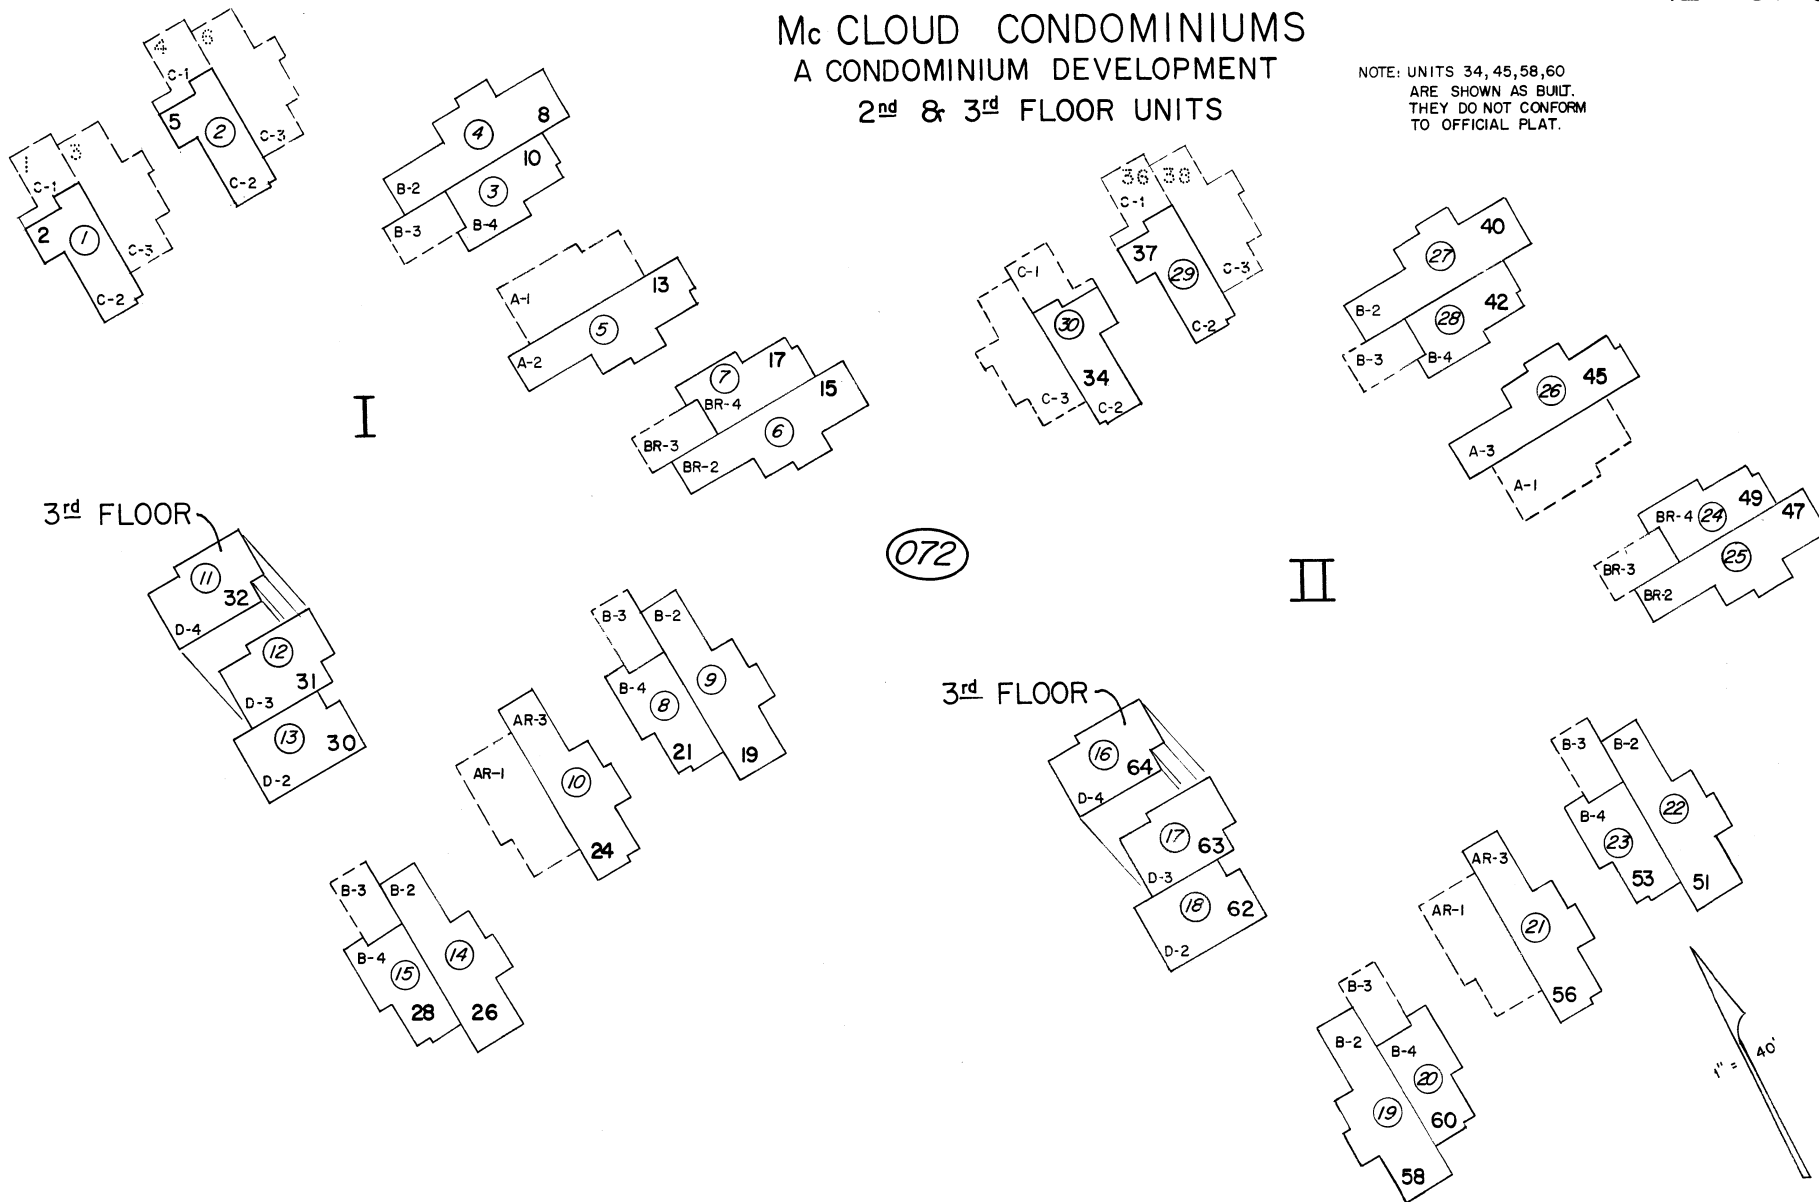 Mc CLOUD CONDOMINIUMS
A CONDOMINIUM DEVELOPMENT
2nd & 3rd FLOOR UNITS
NOTE: UNITS 34, 45, 58, 60
ARE SHOWN AS BUILT.
THEY DO NOT CONFORM
TO OFFICIAL PLAT.
4
6
C-1
5
2
C-3
C-2
1
3
C-1
2
1
C-3
C-2
4
8
B-2
10
3
B-3
B-4
A-1
13
5
A-2
7
17
15
BR-4
6
BR-3
BR-2
I
36
38
C-1
37
29
C-3
C-2
C-1
30
34
C-3
C-2
40
27
B-2
42
28
B-3
B-4
26
45
A-3
A-1
BR-4
24
49
47
25
BR-3
BR-2
II
072
3rd FLOOR
11
32
D-4
12
31
D-3
13
30
D-2
B-3
B-2
9
B-4
8
21
19
AR-3
AR-1
10
24
B-3
B-2
14
B-4
15
28
26
3rd FLOOR
16
64
D-4
17
63
D-3
18
62
D-2
B-3
B-2
22
B-4
23
53
51
AR-3
AR-1
21
56
B-3
B-2
B-4
20
19
60
58
1" = 40'